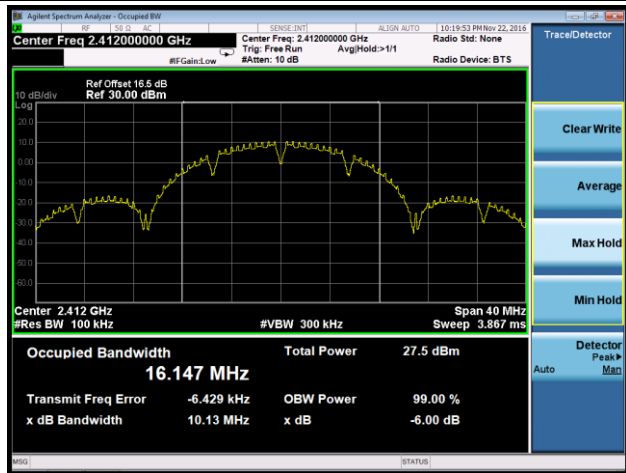 Agilent Spectrum Analyzer - Occupied BW
RF 50 Ω AC SENSE:INT ALIGN AUTO 10:19:53 PM Nov 22, 2016
Center Freq 2.412000000 GHz
Center Freq: 2.412000000 GHz
Radio Std: None
Trig: Free Run Avg|Hold:>1/1
#IFGain:Low #Atten: 10 dB Radio Device: BTS
Ref Offset 16.5 dB
10 dB/div Ref 30.00 dBm
Log
20.0
10.0
0.00
-10.0
-20.0
-30.0
-40.0
-50.0
-60.0
Center 2.412 GHz Span 40 MHz
#Res BW 100 kHz #VBW 300 kHz Sweep 3.867 ms
Occupied Bandwidth Total Power 27.5 dBm
16.147 MHz
Transmit Freq Error -6.429 kHz OBW Power 99.00 %
x dB Bandwidth 10.13 MHz x dB -6.00 dB
MSG STATUS
Trace/Detector
Clear Write
Average
Max Hold
Min Hold
Detector
Peak▶
Auto Man